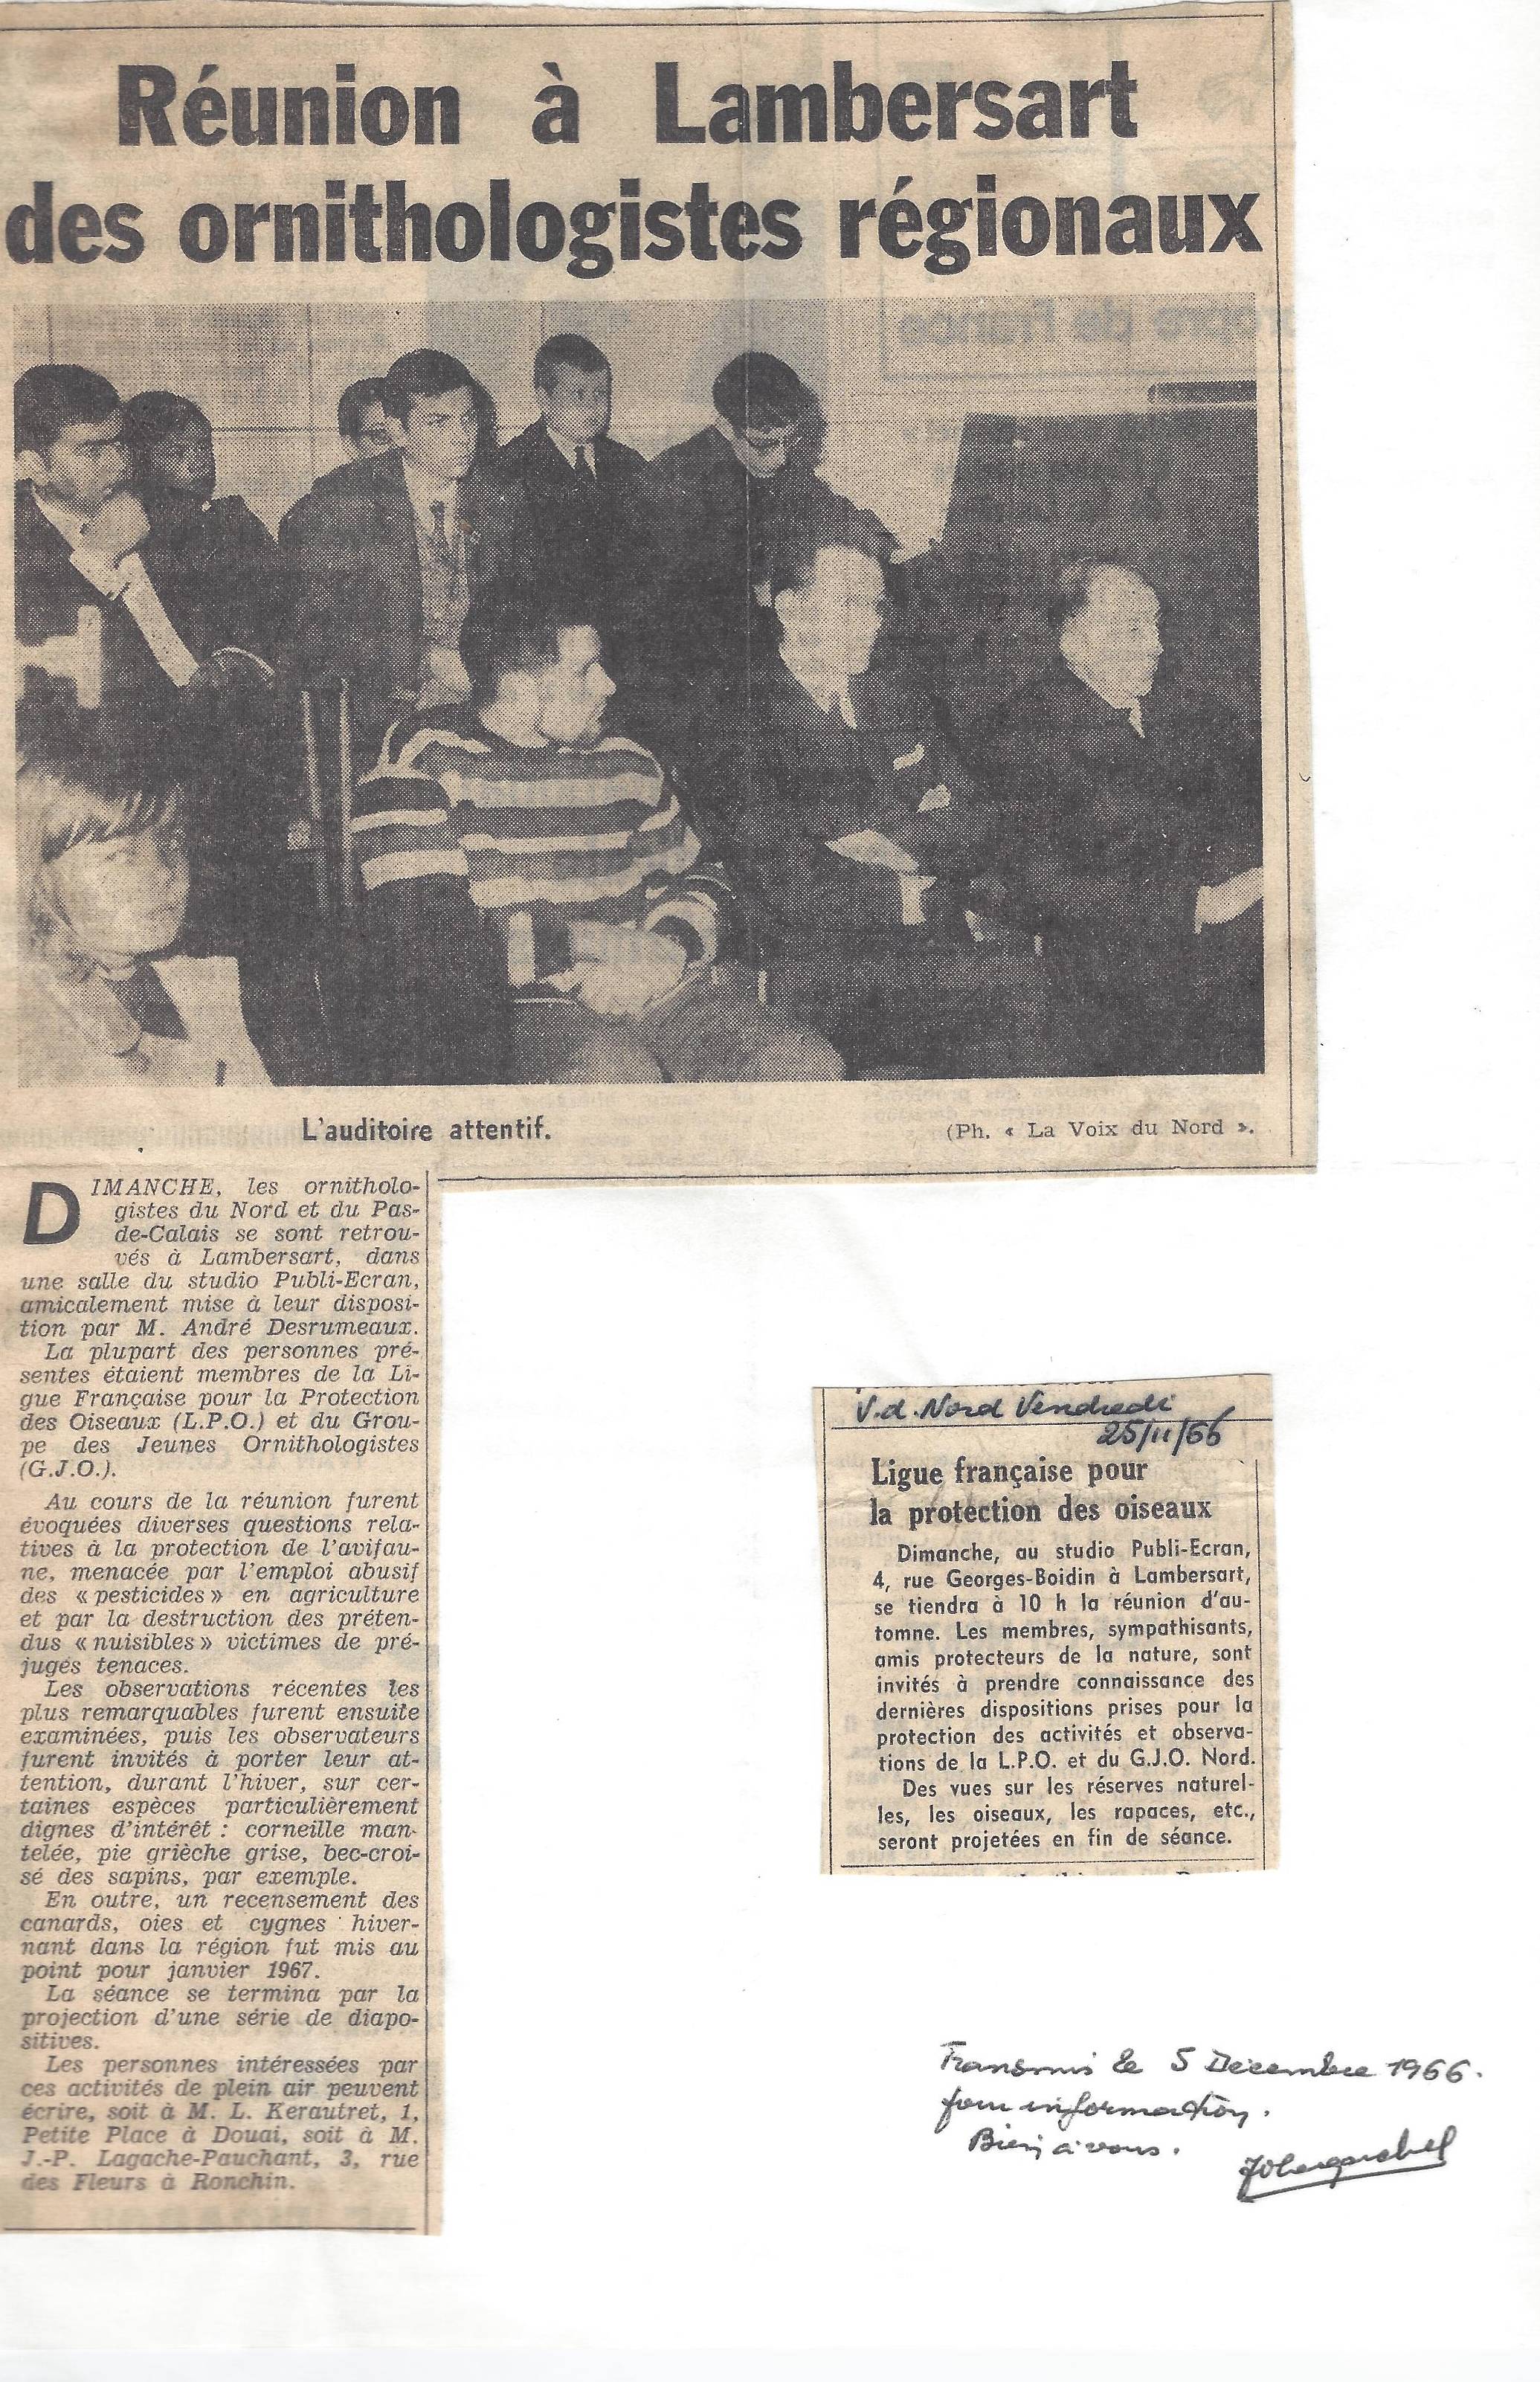 Réunion à Lambersart
des ornithologistes régionaux
L'auditoire attentif.
(Ph. « La Voix du Nord ».
DIMANCHE, les ornitholo-
gistes du Nord et du Pas-
de-Calais se sont retrou-
vés à Lambersart, dans
une salle du studio Publi-Ecran,
amicalement mise à leur disposi-
tion par M. André Desrumeaux.
La plupart des personnes pré-
sentes étaient membres de la Li-
gue Française pour la Protection
des Oiseaux (L.P.O.) et du Grou-
pe des Jeunes Ornithologistes
(G.J.O.).
Au cours de la réunion furent
évoquées diverses questions rela-
tives à la protection de l'avifau-
ne, menacée par l'emploi abusif
des « pesticides » en agriculture
et par la destruction des préten-
dus « nuisibles » victimes de pré-
jugés tenaces.
Les observations récentes les
plus remarquables furent ensuite
examinées, puis les observateurs
furent invités à porter leur at-
tention, durant l'hiver, sur cer-
taines espèces particulièrement
dignes d'intérêt : corneille man-
telée, pie grièche grise, bec-croi-
sé des sapins, par exemple.
En outre, un recensement des
canards, oies et cygnes hiver-
nant dans la région fut mis au
point pour janvier 1967.
La séance se termina par la
projection d'une série de diapo-
sitives.
Les personnes intéressées par
ces activités de plein air peuvent
écrire, soit à M. L. Kerautret, 1,
Petite Place à Douai, soit à M.
J.-P. Lagache-Pauchant, 3, rue
des Fleurs à Ronchin.
V.d. Nord Vendredi
25/11/66
Ligue française pour
la protection des oiseaux
Dimanche, au studio Publi-Ecran,
4, rue Georges-Boidin à Lambersart,
se tiendra à 10 h la réunion d'au-
tomne. Les membres, sympathisants,
amis protecteurs de la nature, sont
invités à prendre connaissance des
dernières dispositions prises pour la
protection des activités et observa-
tions de la L.P.O. et du G.J.O. Nord.
Des vues sur les réserves naturel-
les, les oiseaux, les rapaces, etc.,
seront projetées en fin de séance.
Transmis le 5 Décembre 1966.
pour information.
Bien à vous.